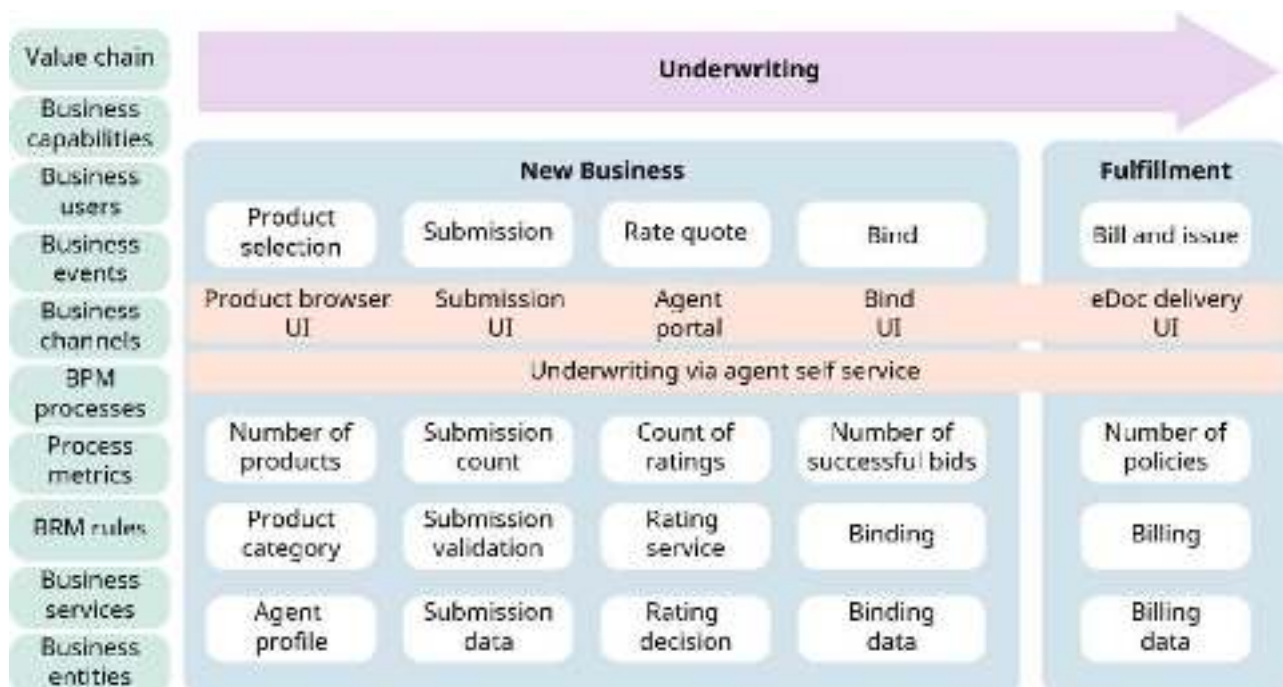 Value chain
Underwriting
Business
capabilities
New Business
Fulfillment
Business
users
Product
selection
Submission
Rate quote
Bind
Bill and issue
Business
events
Product browser
UI
Submission
UI
Agent
portal
Bind
UI
eDoc delivery
UI
Business
channels
Underwriting via agent self service
BPM
processes
Number of
products
Submission
count
Count of
ratings
Number of
successful bids
Number of
policies
Process
metrics
BRM rules
Product
category
Submission
validation
Rating
service
Binding
Billing
Business
services
Agent
profile
Submission
data
Rating
decision
Binding
data
Billing
data
Business
entities